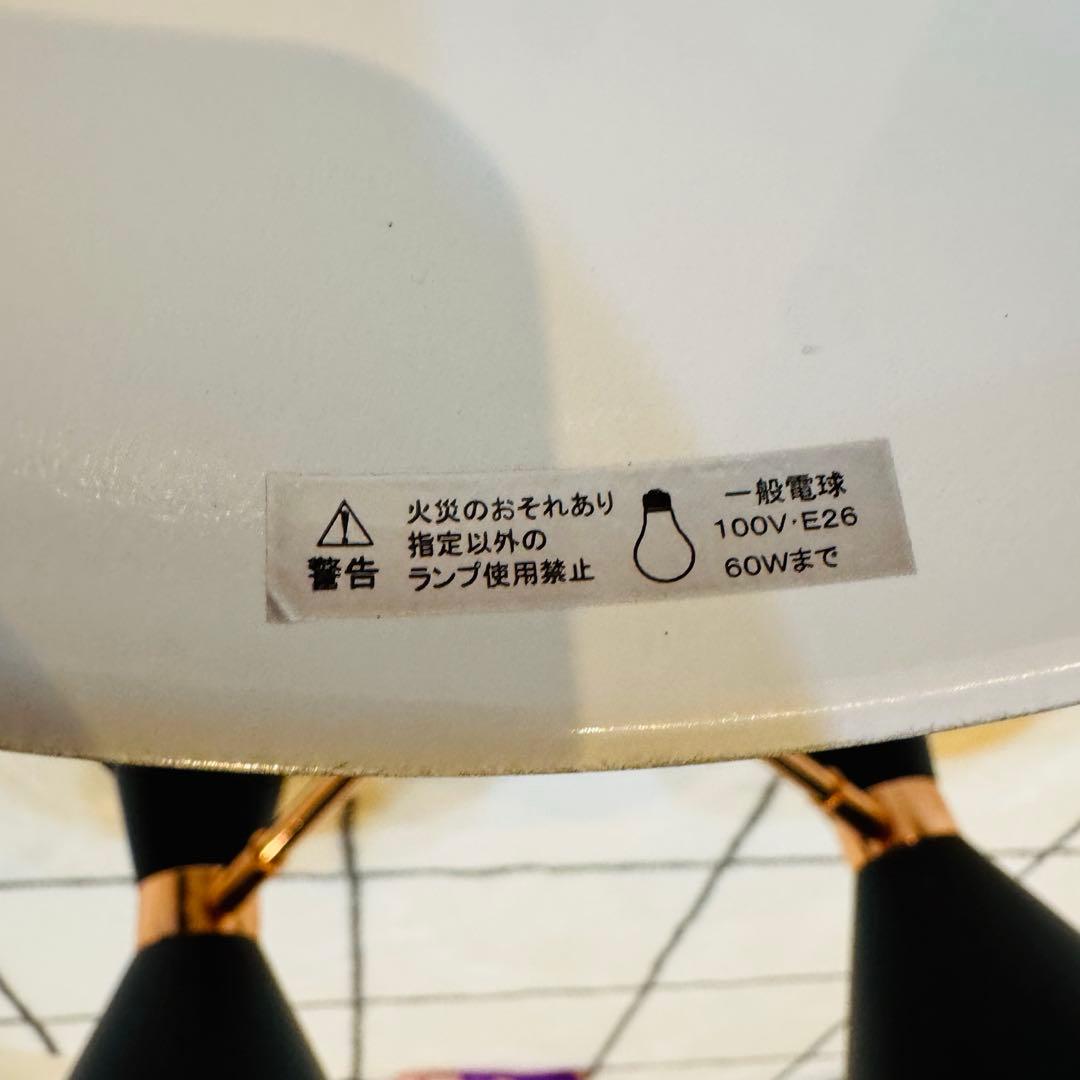 警告
火災のおそれあり
指定以外の
ランプ使用禁止
一般電球
100V·E26
60Wまで